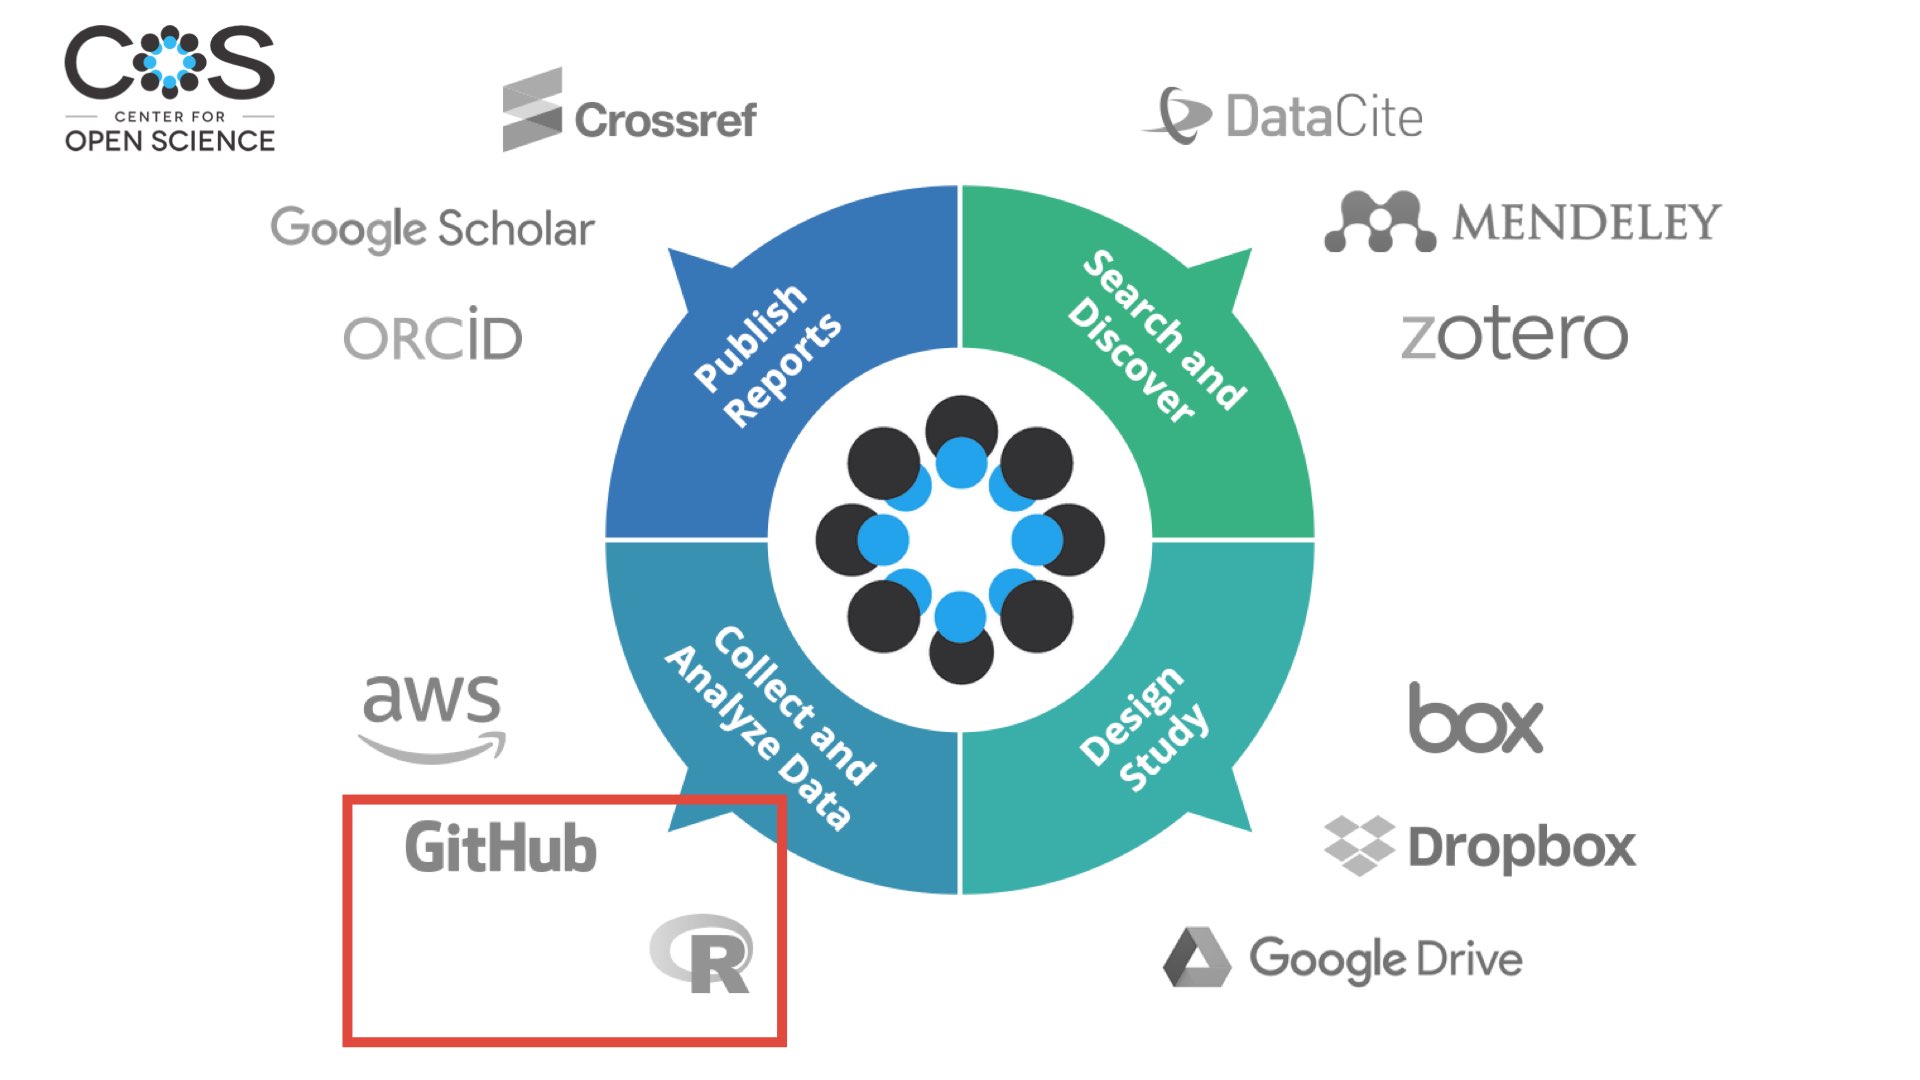 COS
CENTER FOR
OPEN SCIENCE
Crossref
DataCite
Google Scholar
MENDELEY
ORCID
zotero
Publish
Reports
Search and
Discover
Collect and
Analyze Data
Design
Study
aws
box
GitHub
Dropbox
R
Google Drive